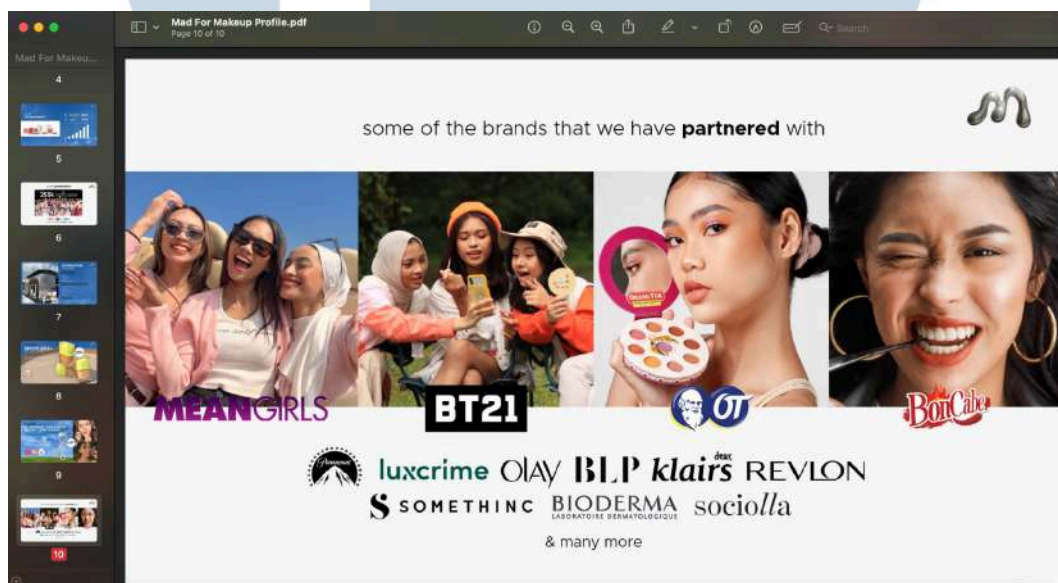 Mad For Makeup Profile.pdf
Page 10 of 10
Search
Mad For Makeu...
4
5
6
7
8
9
10
some of the brands that we have partnered with
MEANGIRLS
BT21
OT
BonCabe
Paramount
luxcrime OLAY BLP dear, klairs REVLON
S SOMETHINC BIODERMA sociolla
LABORATOIRE DERMATOLOGIQUE
& many more